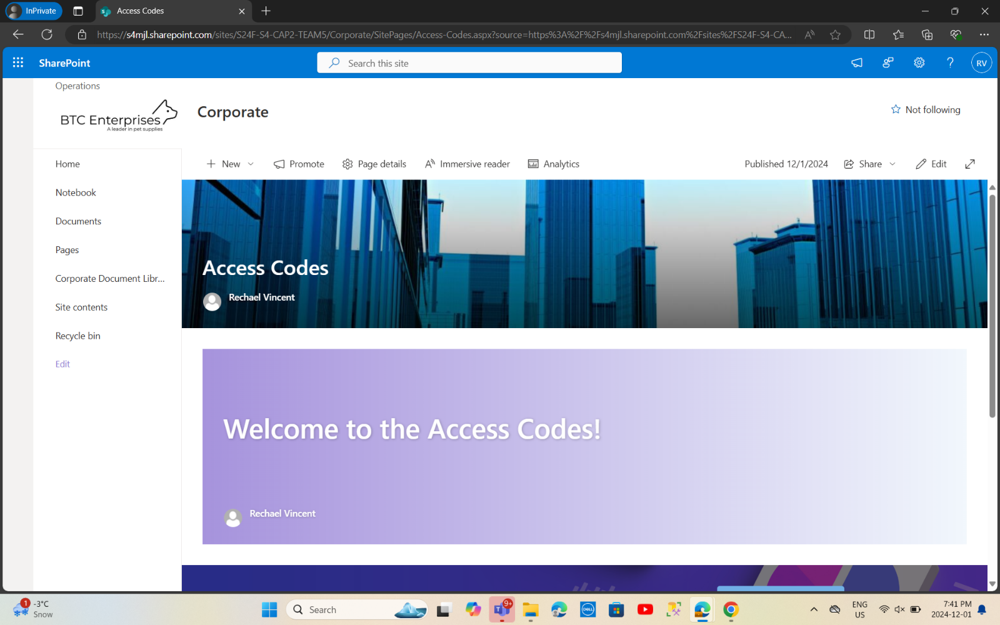 InPrivate
Access Codes
https://s4mjl.sharepoint.com/sites/S24F-S4-CAP2-TEAM5/Corporate/SitePages/Access-Codes.aspx?source=https%3A%2F%2Fs4mjl.sharepoint.com%2Fsites%2FS24F-S4-CA...
SharePoint
Search this site
RV
Operations
BTC Enterprises
A leader in pet supplies
Corporate
Not following
Home
Notebook
Documents
Pages
Corporate Document Libr...
Site contents
Recycle bin
Edit
New
Promote
Page details
Immersive reader
Analytics
Published 12/1/2024
Share
Edit
Access Codes
Rechael Vincent
Welcome to the Access Codes!
Rechael Vincent
1
-3°C
Snow
Search
9+
DELL
ENG
US
7:41 PM
2024-12-01